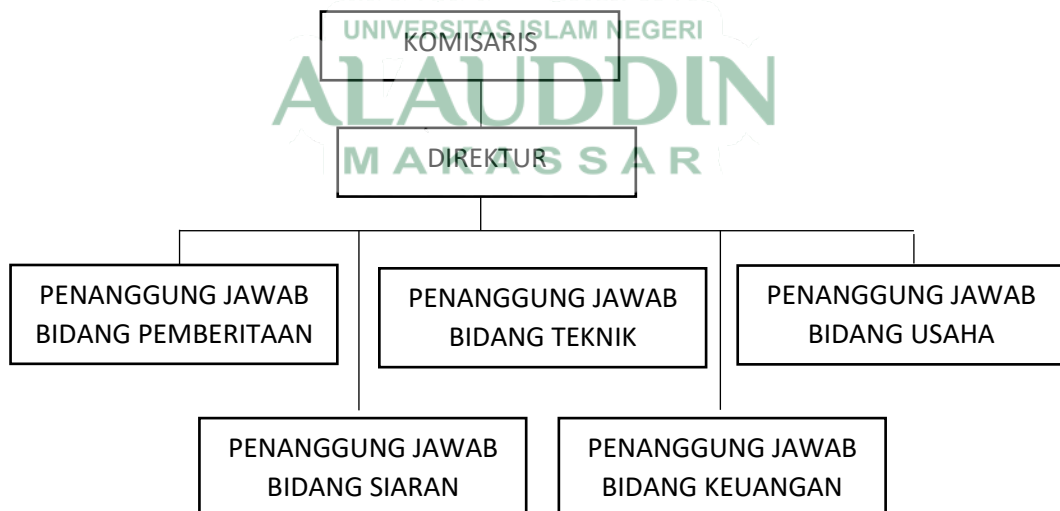 UNIVERSITAS ISLAM NEGERI
KOMISARIS
ALAUDDIN
DIREKTUR
MAKASSAR
PENANGGUNG JAWAB
BIDANG PEMBERITAAN
PENANGGUNG JAWAB
BIDANG TEKNIK
PENANGGUNG JAWAB
BIDANG USAHA
PENANGGUNG JAWAB
BIDANG SIARAN
PENANGGUNG JAWAB
BIDANG KEUANGAN